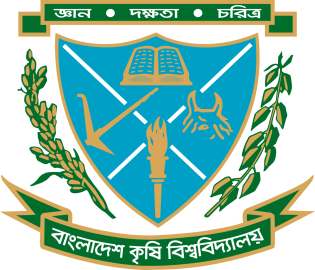 জ্ঞান • দক্ষতা • চরিত্র
বাংলাদেশ কৃষি বিশ্ববিদ্যালয়